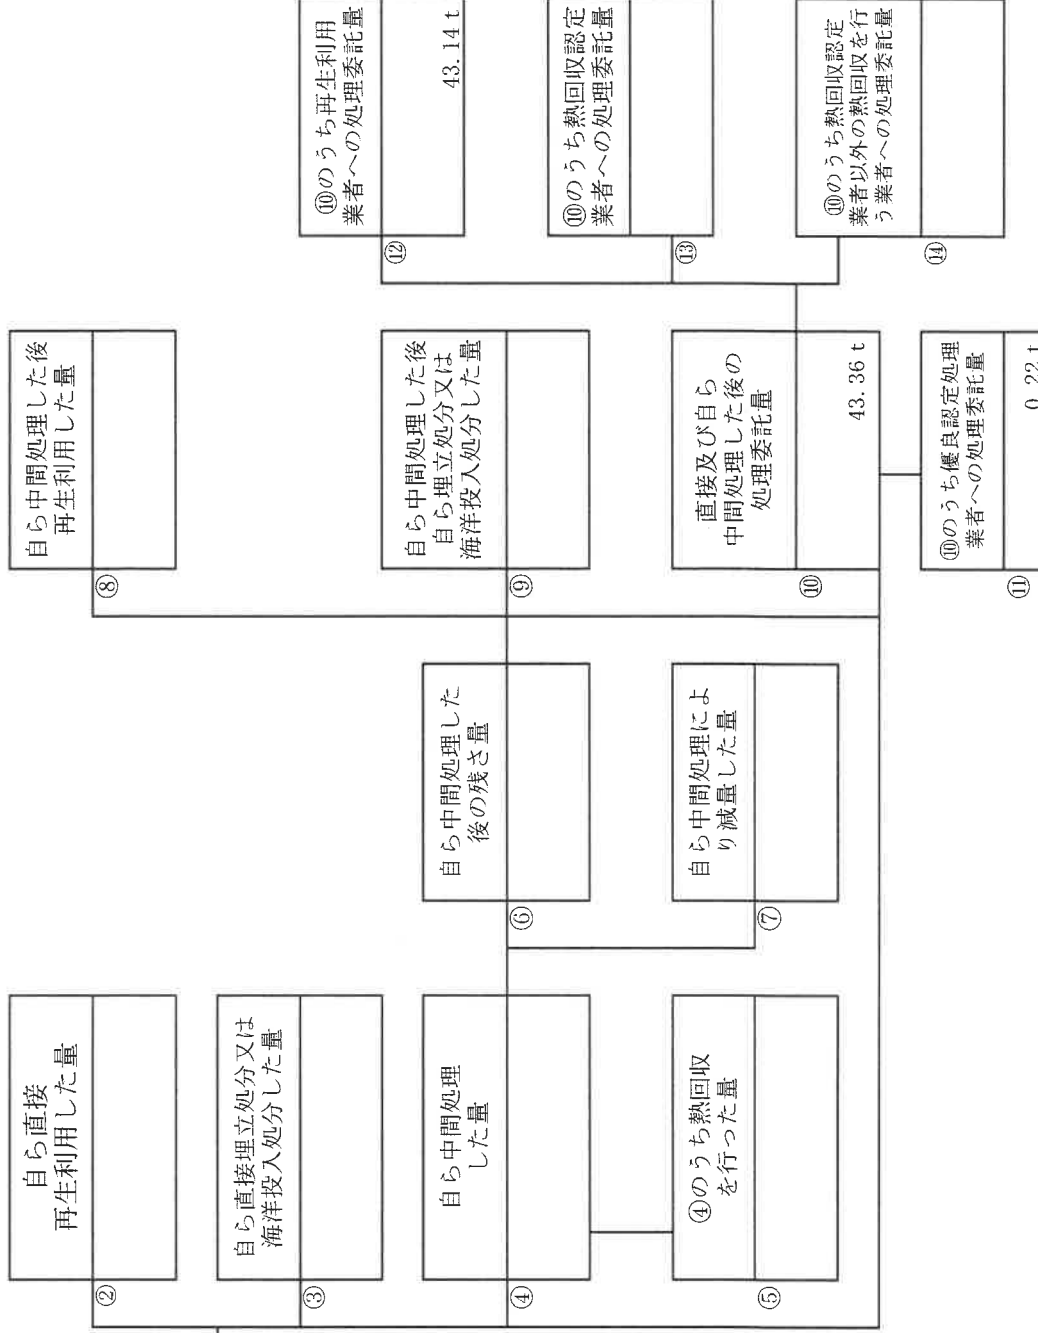 ②
自ら直接
再生利用した量
③
自ら直接埋立処分又は
海洋投入処分した量
④
自ら中間処理
した量
⑤
④のうち熱回収
を行った量
⑥
自ら中間処理した
後の残さ量
⑦
自ら中間処理によ
り減量した量
⑧
自ら中間処理した後
再生利用した量
⑨
自ら中間処理した後
自ら埋立処分又は
海洋投入処分した量
⑩
直接及び自ら
中間処理した後の
処理委託量
43.36 t
⑪
⑩のうち優良認定処理
業者への処理委託量
0.22 t
⑫
⑩のうち再生利用
業者への処理委託量
43.14 t
⑬
⑩のうち熱回収認定
業者への処理委託量
⑭
⑩のうち熱回収認定
業者以外の熱回収を行
う業者への処理委託量